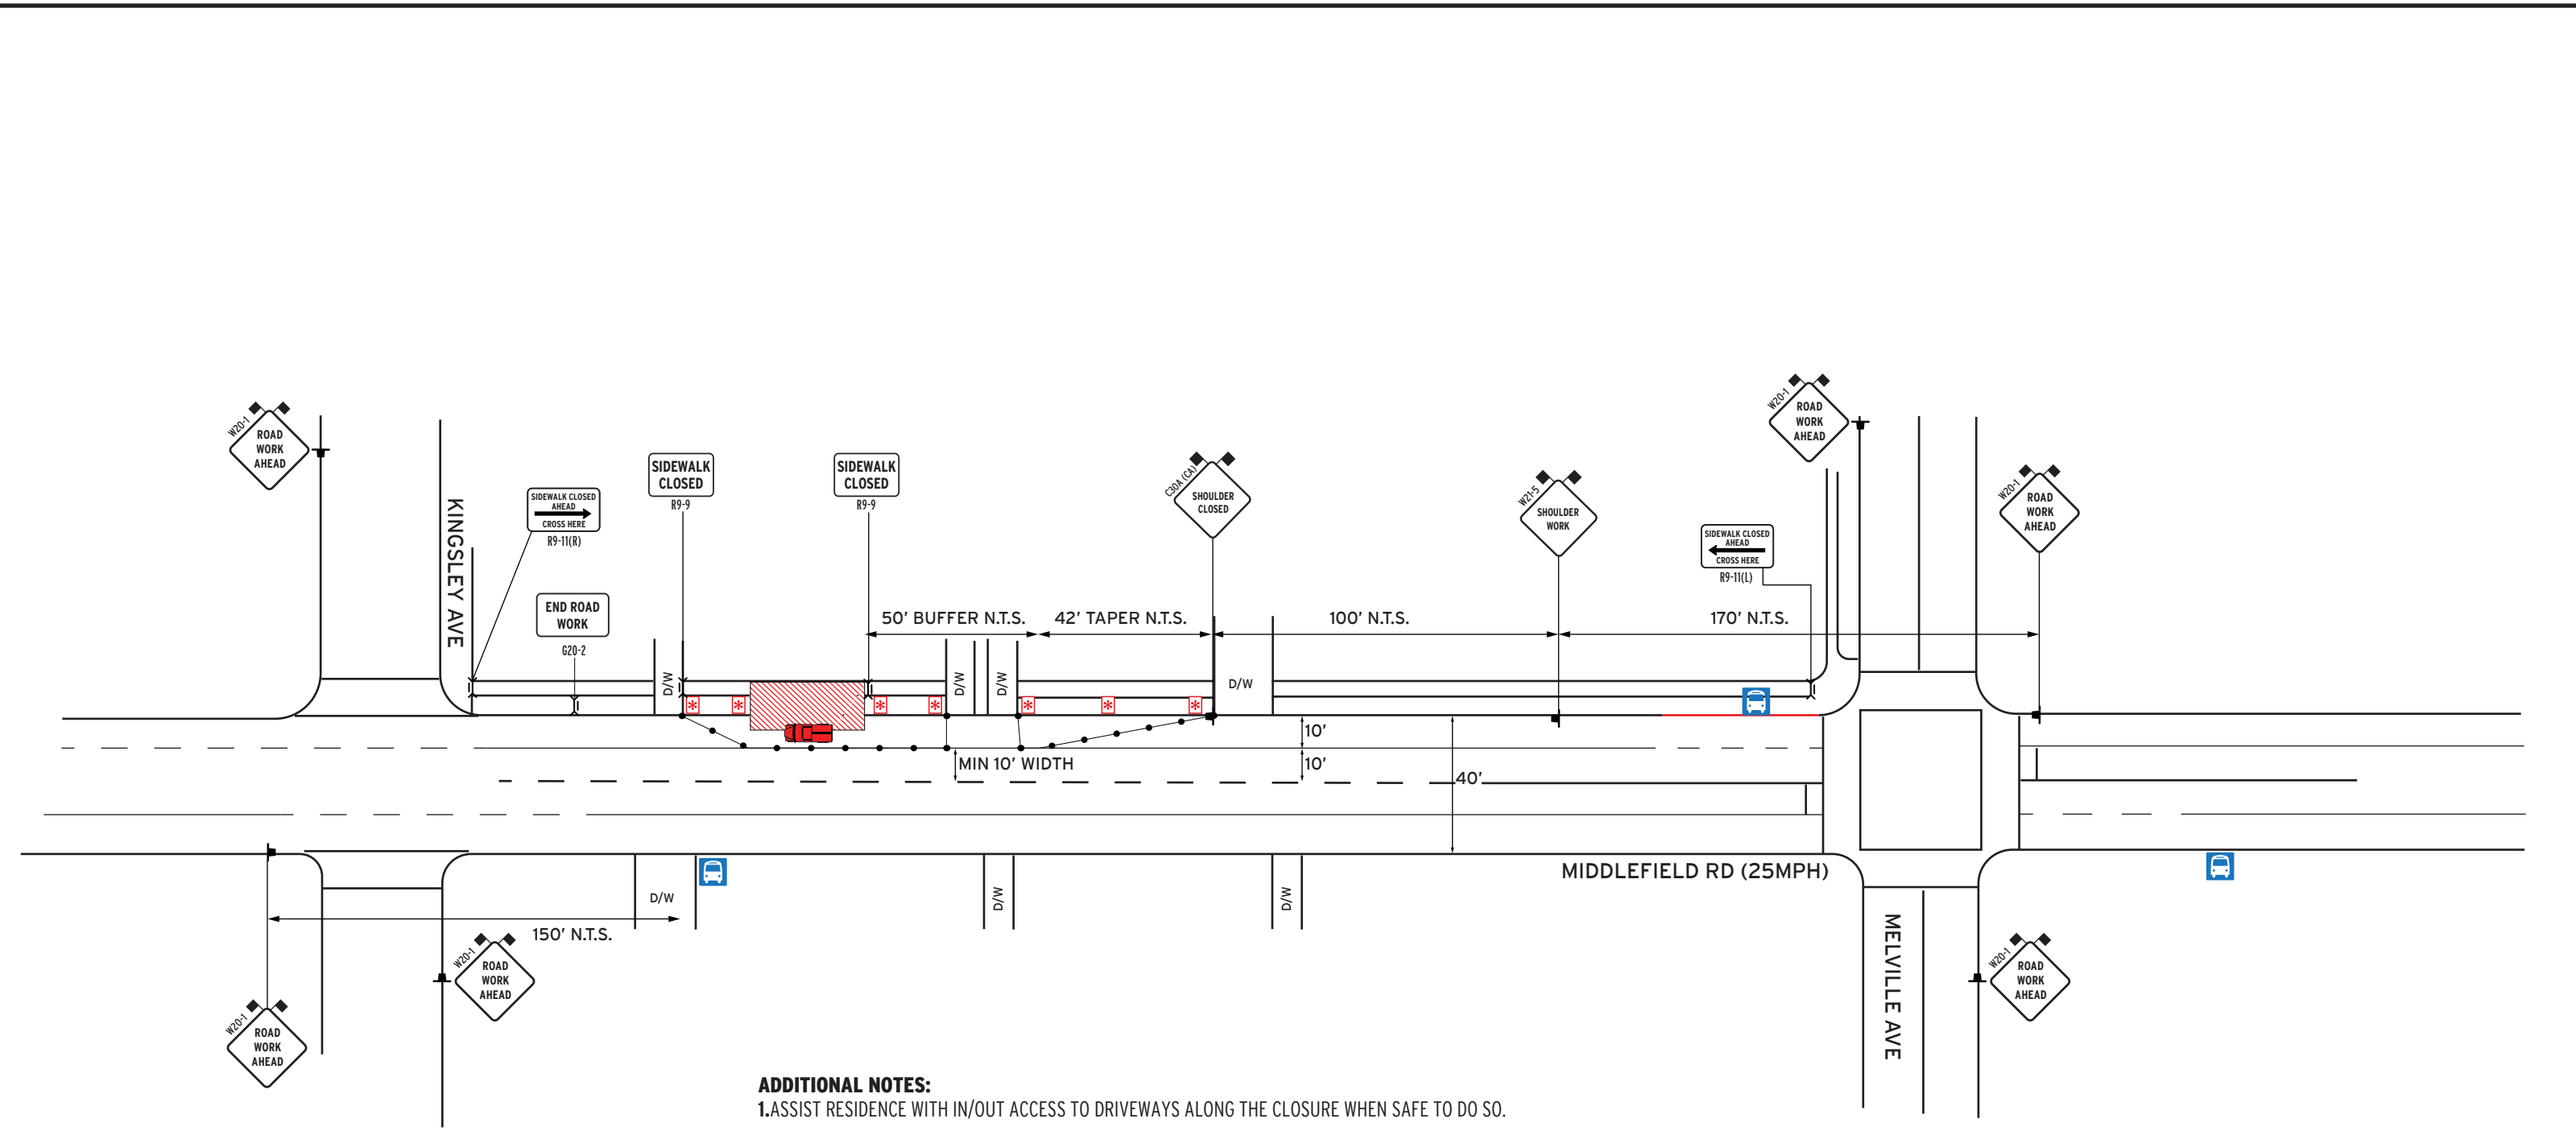 W20-1
ROAD
WORK
AHEAD
W20-1
ROAD
WORK
AHEAD
KINGSLEY AVE
SIDEWALK CLOSED
AHEAD
CROSS HERE
R9-11(R)
END ROAD
WORK
G20-2
SIDEWALK
CLOSED
R9-9
SIDEWALK
CLOSED
R9-9
C30A (CA)
SHOULDER
CLOSED
W21-5
SHOULDER
WORK
SIDEWALK CLOSED
AHEAD
CROSS HERE
R9-11(L)
W20-1
ROAD
WORK
AHEAD
50' BUFFER N.T.S.
42' TAPER N.T.S.
100' N.T.S.
170' N.T.S.
D/W
D/W
D/W
D/W
* * * * * * *
10'
MIN 10' WIDTH
10'
40'
MIDDLEFIELD RD (25MPH)
D/W
D/W
D/W
150' N.T.S.
W20-1
ROAD
WORK
AHEAD
W20-1
ROAD
WORK
AHEAD
MELVILLE AVE
W20-1
ROAD
WORK
AHEAD
ADDITIONAL NOTES:
1.ASSIST RESIDENCE WITH IN/OUT ACCESS TO DRIVEWAYS ALONG THE CLOSURE WHEN SAFE TO DO SO.